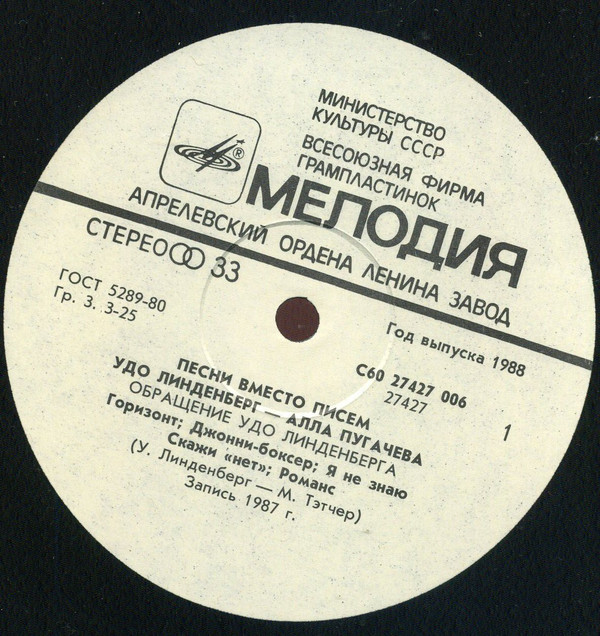 МИНИСТЕРСТВО
КУЛЬТУРЫ СССР
ВСЕСОЮЗНАЯ ФИРМА
ГРАМПЛАСТИНОК
®
МЕЛОДИЯ
АПРЕЛЕВСКИЙ ОРДЕНА ЛЕНИНА ЗАВОД
СТЕРЕО 33
ГОСТ 5289-80
Гр. 3. 3-25
Год выпуска 1988
С60 27427 006
27427
1
ПЕСНИ ВМЕСТО ПИСЕМ
УДО ЛИНДЕНБЕРГ — АЛЛА ПУГАЧЕВА
ОБРАЩЕНИЕ УДО ЛИНДЕНБЕРГА
Горизонт; Джонни-боксер; Я не знаю
Скажи «нет»; Романс
(У. Линденберг — М. Тэтчер)
Запись 1987 г.